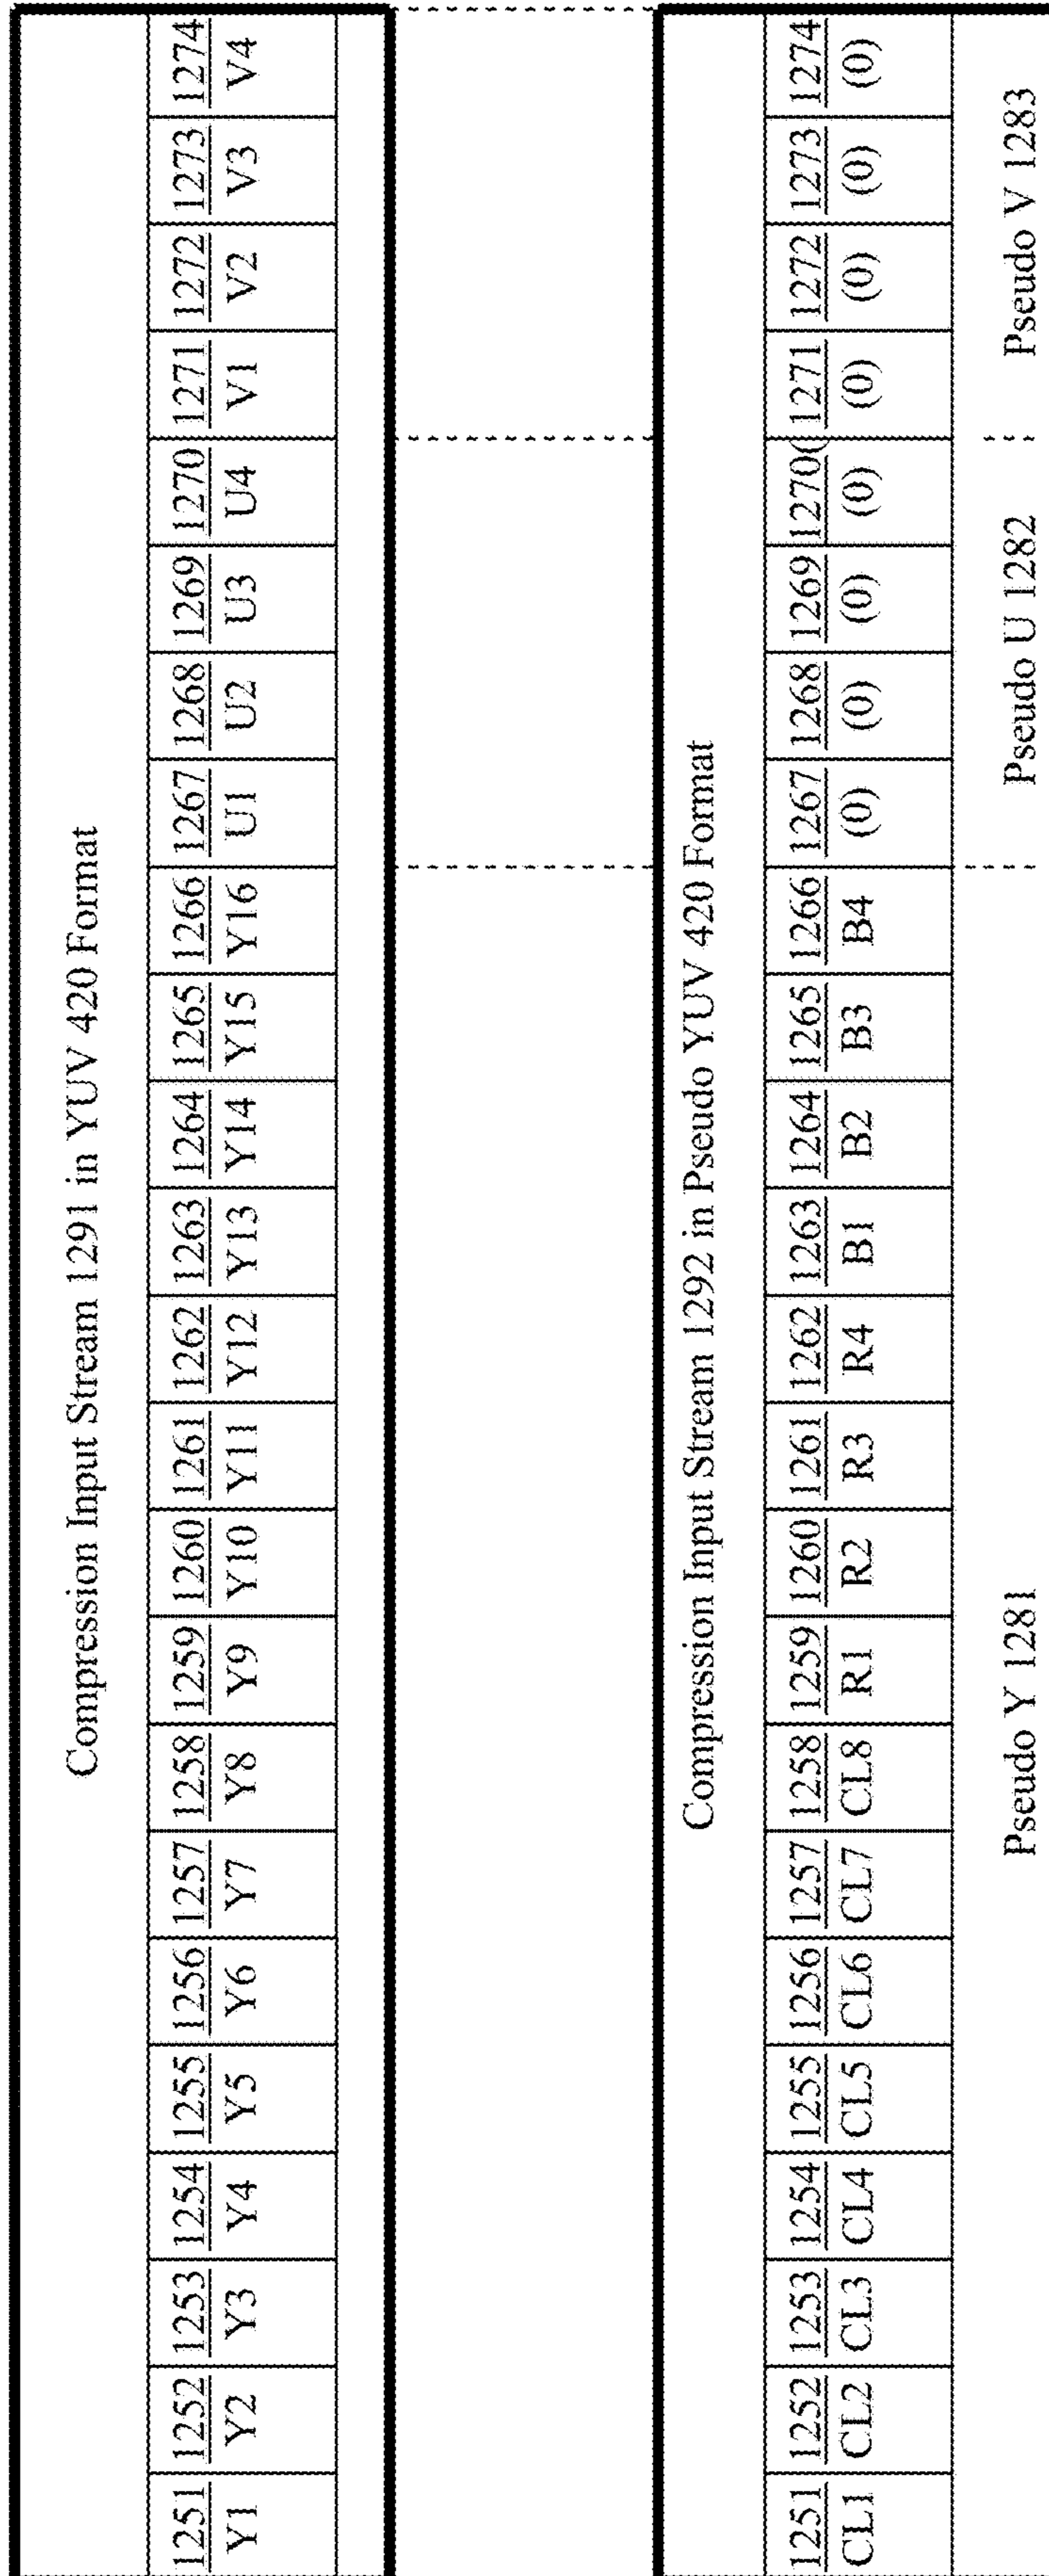 Compression Input Stream 1291 in YUV 420 Format
1251 1252 1253 1254 1255 1256 1257 1258 1259 1260 1261 1262 1263 1264 1265 1266 1267 1268 1269 1270 1271 1272 1273 1274
Y1 Y2 Y3 Y4 Y5 Y6 Y7 Y8 Y9 Y10 Y11 Y12 Y13 Y14 Y15 Y16 U1 U2 U3 U4 V1 V2 V3 V4
Compression Input Stream 1292 in Pseudo YUV 420 Format
1251 1252 1253 1254 1255 1256 1257 1258 1259 1260 1261 1262 1263 1264 1265 1266 1267 1268 1269 1270( 1271 1272 1273 1274
CL1 CL2 CL3 CL4 CL5 CL6 CL7 CL8 R1 R2 R3 R4 B1 B2 B3 B4 (0) (0) (0) (0) (0) (0) (0) (0)
Pseudo Y 1281 Pseudo U 1282 Pseudo V 1283